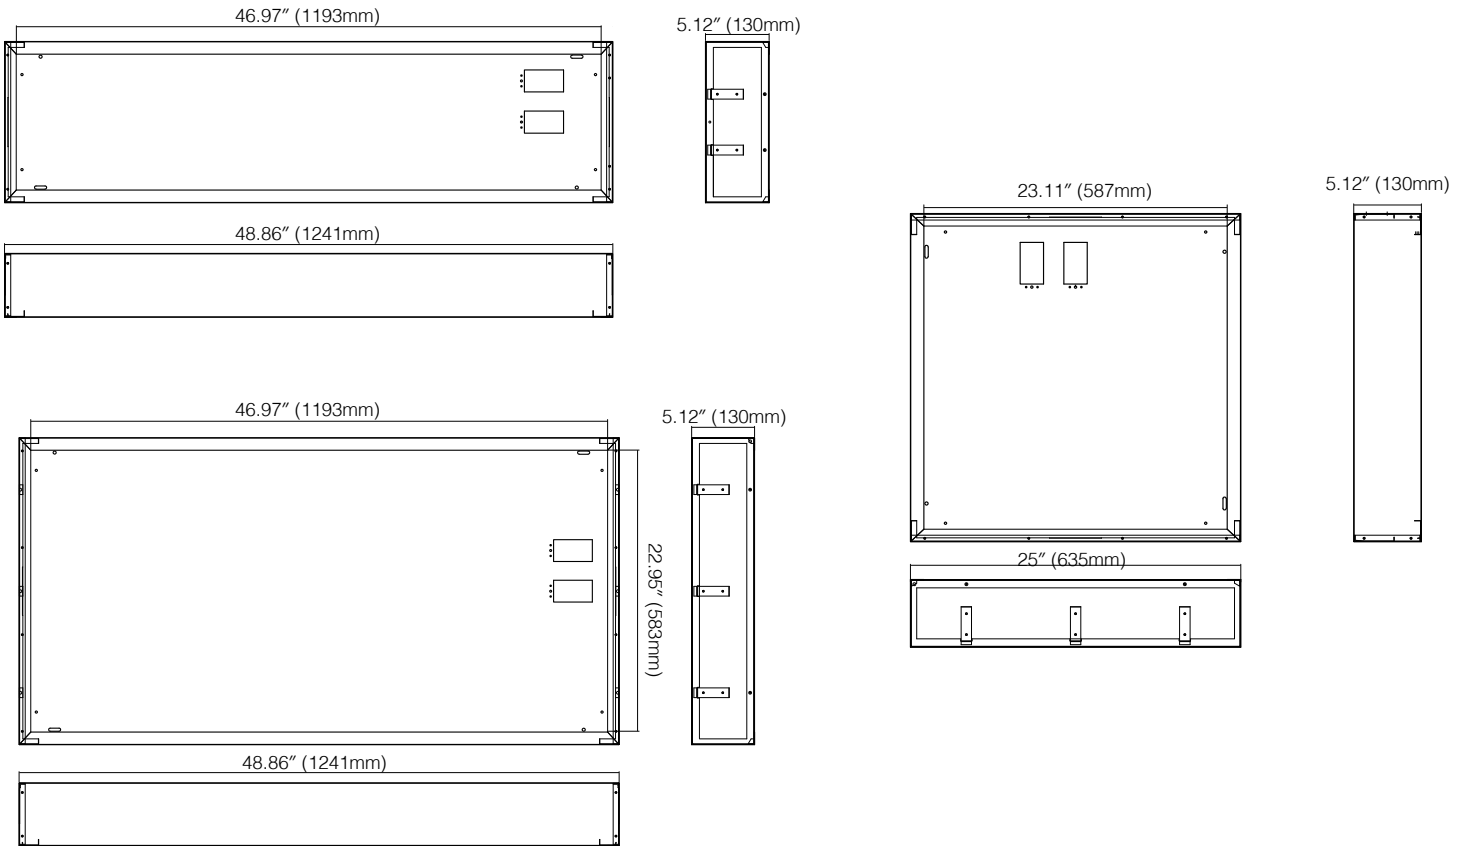 46.97″ (1193mm)
5.12″ (130mm)
48.86″ (1241mm)
23.11″ (587mm)
5.12″ (130mm)
25″ (635mm)
46.97″ (1193mm)
5.12″ (130mm)
22.95″ (583mm)
48.86″ (1241mm)